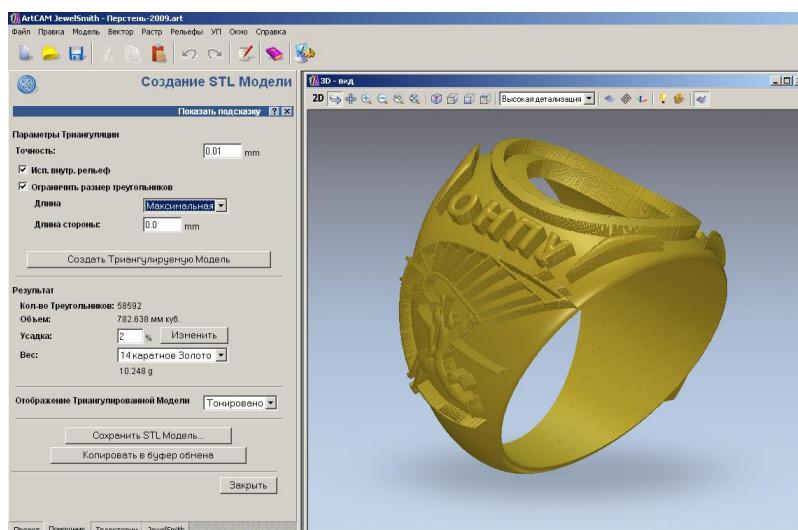 ArtCAM JewelSmith - Перстень-2009.art
Файл Правка Модель Вектор Растр Рельефы УП Окно Справка
Создание STL Модели
Показать подсказку ? X
Параметры Триангуляции
Точность: 0.01 mm
Исп. внутр. рельеф
Ограничить размер треугольников
Длина Максимальная
Длина стороны: 0.0 mm
Создать Триангулируемую Модель
Результат
Кол-во Треугольников: 58592
Объем: 782.638 мм куб.
Усадка: 2 % Изменить
Вес: 14 каратное Золото
10.248 g
Отображение Триангулированной Модели Тонировано
Сохранить STL Модель...
Копировать в буфер обмена
Закрыть
Проект Помощник Траектории JewelSmith
3D - вид
2D Высокая детализация
ОНПУ